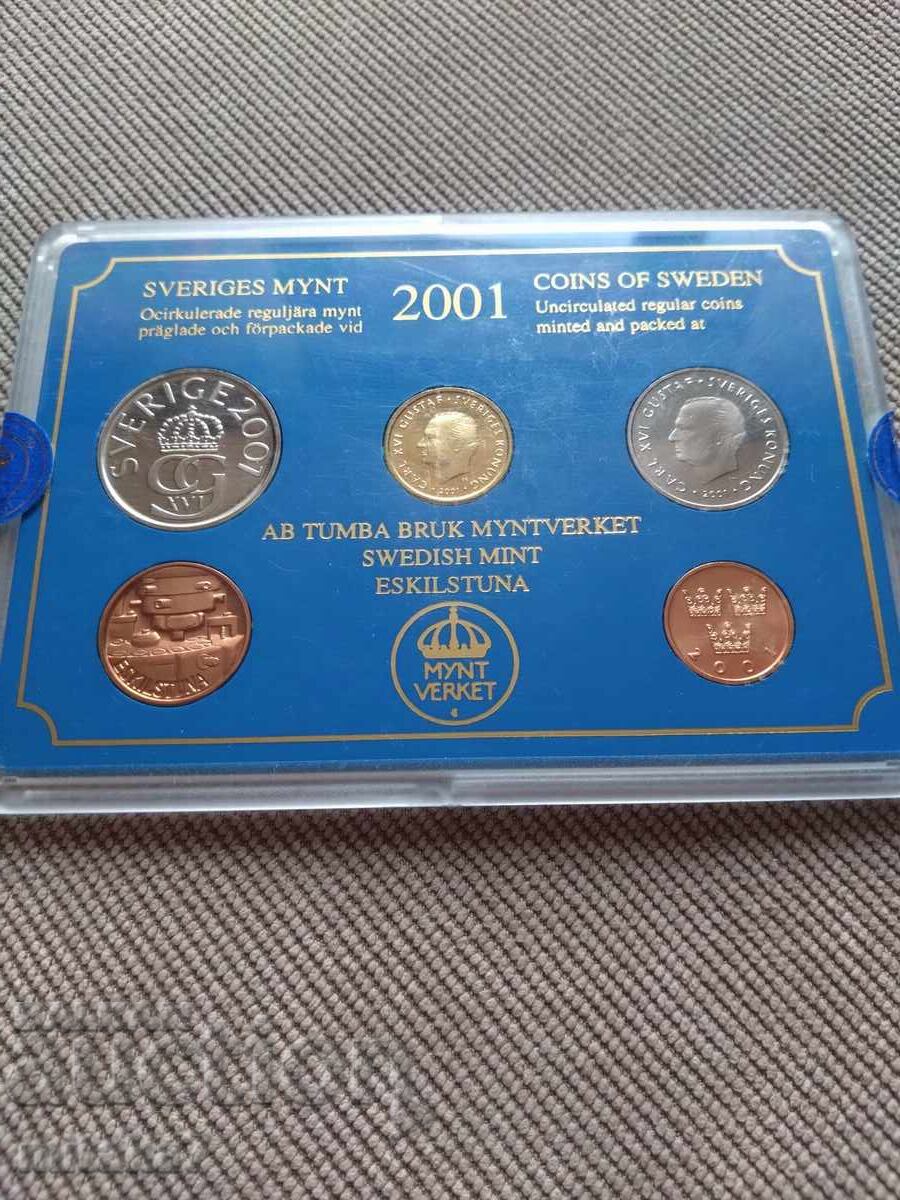 SVERIGES MYNT
Ocirkulerade reguljära mynt
präglade och förpackade vid
2001
COINS OF SWEDEN
Uncirculated regular coins
minted and packed at
SVERIGE 2001
CG
XVI
CARL XVI GUSTAF · SVERIGES KONUNG
· 2001 ·
CARL XVI GUSTAF · SVERIGES KONUNG
· 2001 ·
AB TUMBA BRUK MYNTVERKET
SWEDISH MINT
ESKILSTUNA
ESKILSTUNA
MYNT
VERKET
2001